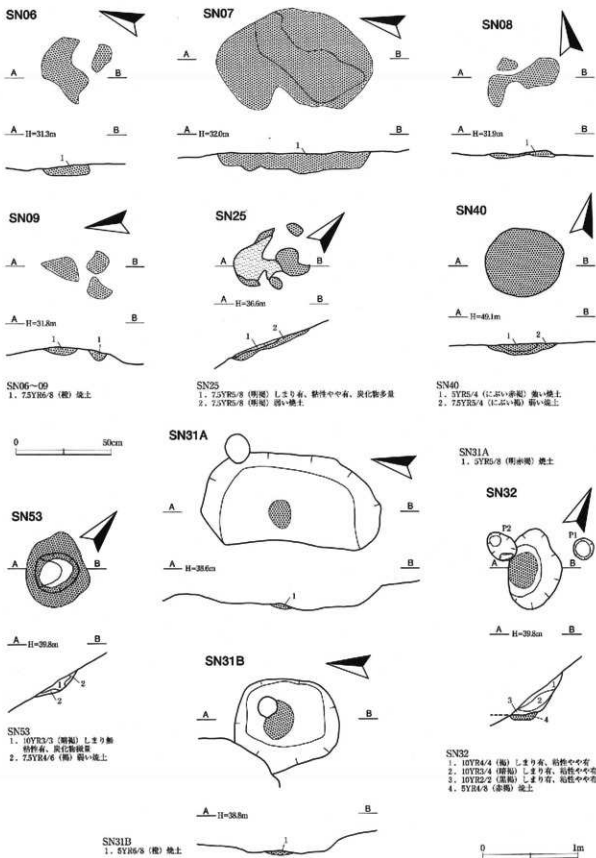 SN06
SN07
SN08
A B
A B
A B
A H=31.3m B
A H=32.0m B
A H=31.9m B
1
1
1
SN09
SN25
SN40
A B
A B
A B
A H=31.8m B
A H=36.6m B
A H=49.1m B
1 1
1 2
1 2
SN06～09
1. 7.5YR6/8（橙）焼土
SN25
1. 7.5YR5/8（明褐）しまり有、粘性やや有、炭化物多量
2. 7.5YR5/8（明褐）弱い焼土
SN40
1. 5YR5/4（にぶい赤褐）強い焼土
2. 7.5YR5/4（にぶい褐）弱い焼土
0 50cm
SN31A
SN31A
1. 5YR5/8（明赤褐）焼土
A B
A H=38.6m B
1
SN53
A B
A H=39.8m B
1 2 2
SN53
1. 10YR3/3（暗褐）しまり無
粘性有、炭化物微量
2. 7.5YR4/6（褐）弱い焼土
SN32
P2 P1
A B
A H=39.8m B
1 2 3 4
SN32
1. 10YR4/4（褐）しまり有、粘性やや有
2. 10YR3/4（暗褐）しまり有、粘性やや有
3. 10YR2/2（黒褐）しまり有、粘性やや有
4. 5YR4/8（赤褐）焼土
SN31B
A B
A H=38.8m B
1
SN31B
1. 5YR6/8（橙）焼土
0 1m